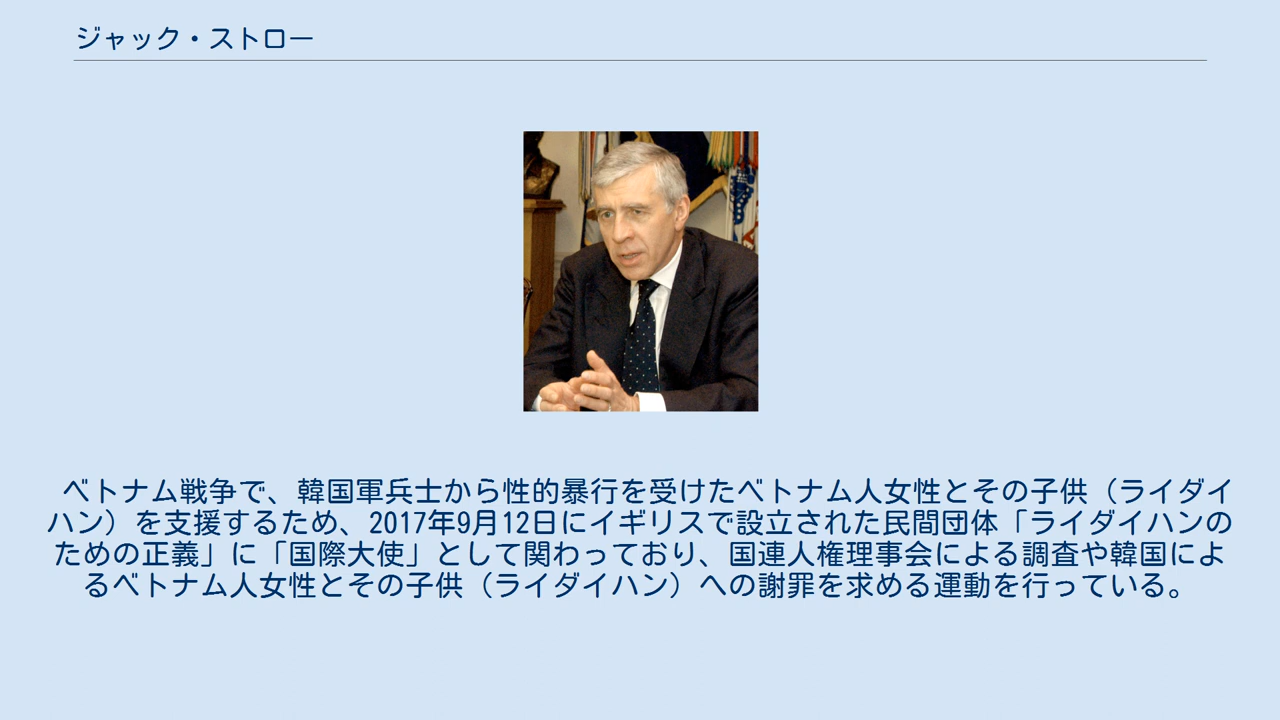 ジャック・ストロー
ベトナム戦争で、韓国軍兵士から性的暴行を受けたベトナム人女性とその子供（ライダイ
ハン）を支援するため、2017年9月12日にイギリスで設立された民間団体「ライダイハンの
ための正義」に「国際大使」として関わっており、国連人権理事会による調査や韓国によ
るベトナム人女性とその子供（ライダイハン）への謝罪を求める運動を行っている。